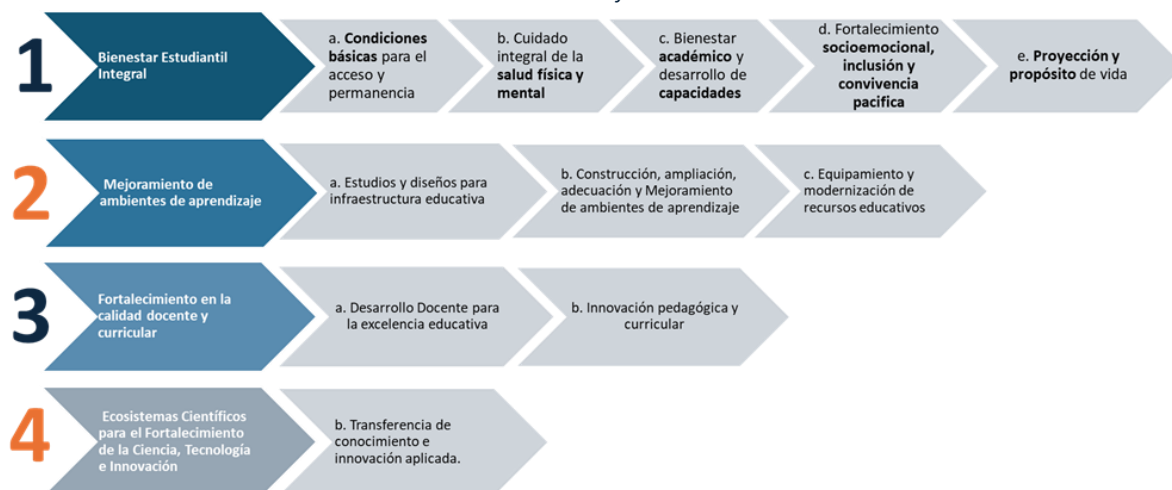 y
1
Bienestar Estudiantil
Integral
a. Condiciones
básicas para el
acceso y
permanencia
b. Cuidado
integral de la
salud física y
mental
c. Bienestar
académico y
desarrollo de
capacidades
d. Fortalecimiento
socioemocional,
inclusión y
convivencia
pacifica
e. Proyección y
propósito de vida
2
Mejoramiento de
ambientes de aprendizaje
a. Estudios y diseños para
infraestructura educativa
b. Construcción, ampliación,
adecuación y Mejoramiento
de ambientes de aprendizaje
c. Equipamiento y
modernización de
recursos educativos
3
Fortalecimiento en la
calidad docente y
curricular
a. Desarrollo Docente para
la excelencia educativa
b. Innovación pedagógica y
curricular
4
Ecosistemas Científicos
para el Fortalecimiento
de la Ciencia, Tecnología
e Innovación
b. Transferencia de
conocimiento e
innovación aplicada.